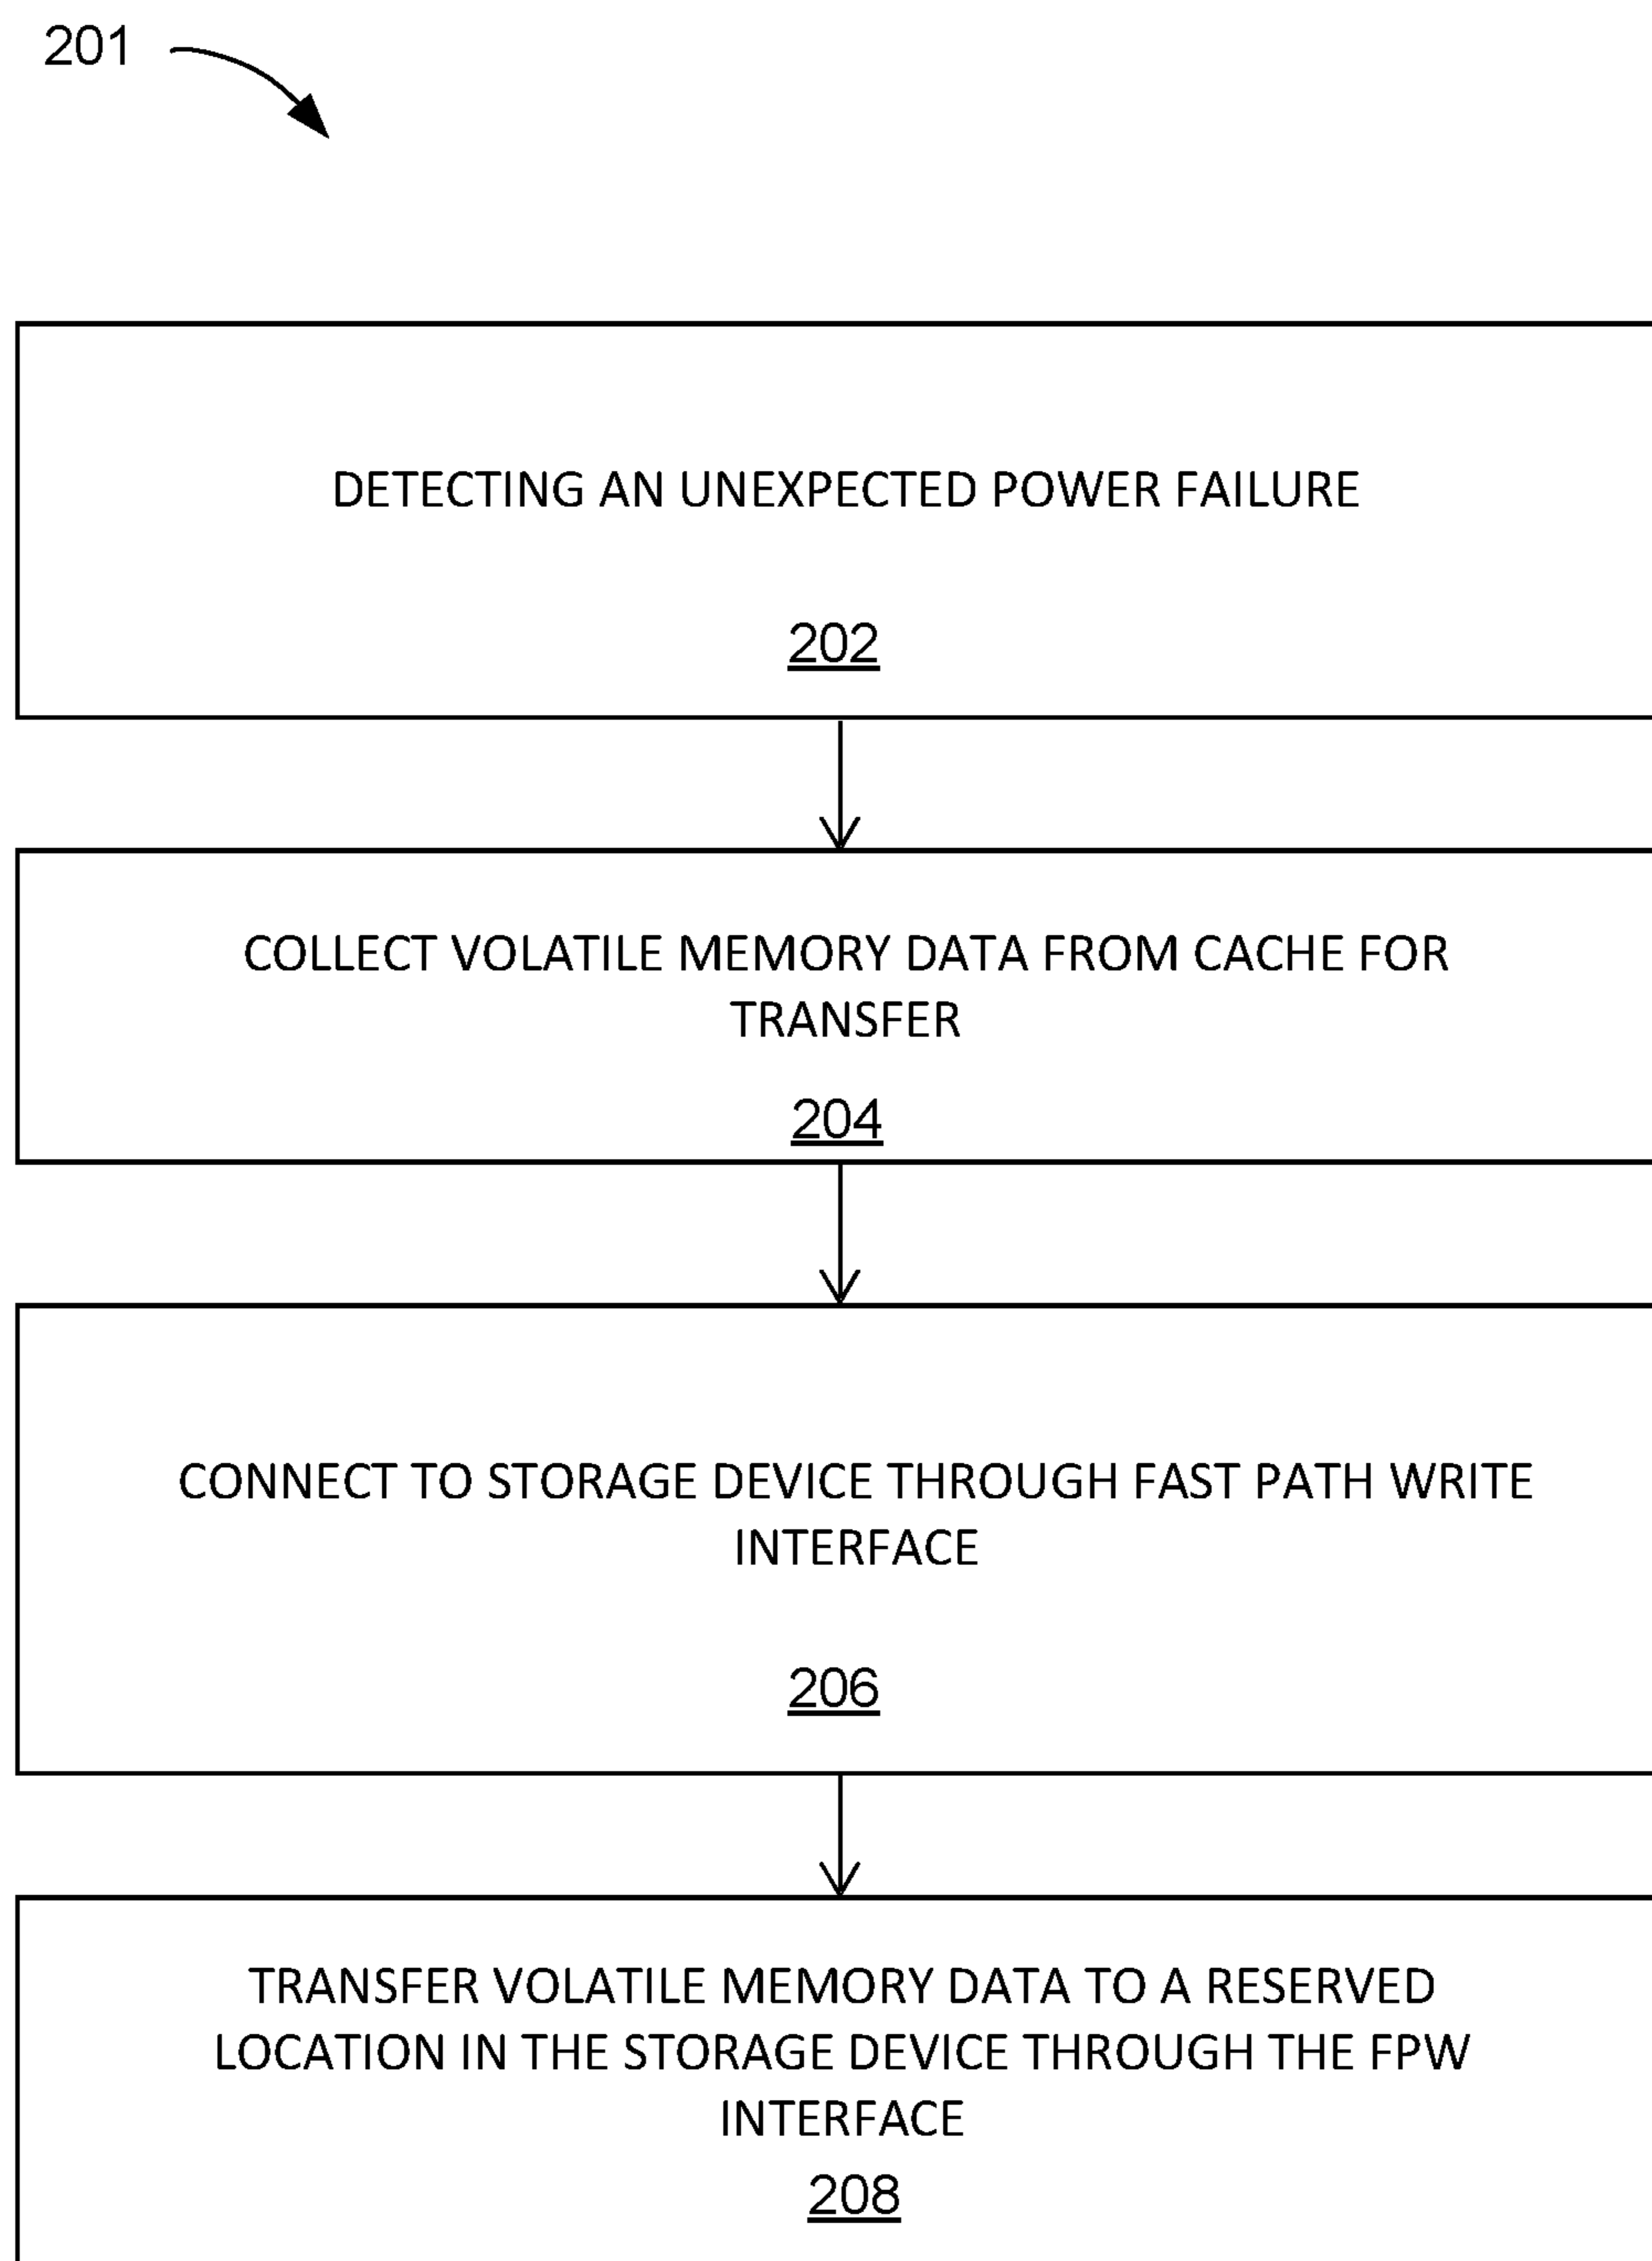 201
DETECTING AN UNEXPECTED POWER FAILURE
202
COLLECT VOLATILE MEMORY DATA FROM CACHE FOR
TRANSFER
204
CONNECT TO STORAGE DEVICE THROUGH FAST PATH WRITE
INTERFACE
206
TRANSFER VOLATILE MEMORY DATA TO A RESERVED
LOCATION IN THE STORAGE DEVICE THROUGH THE FPW
INTERFACE
208